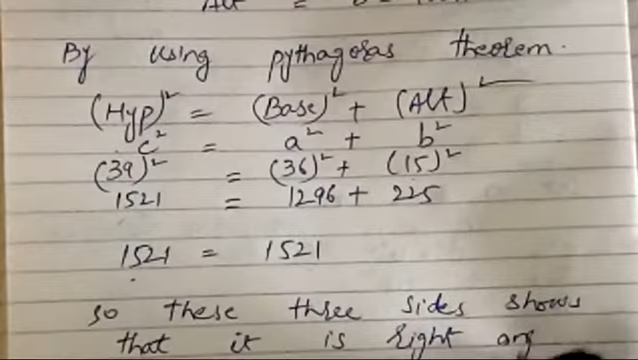 By using pythagoras theorem.
(Hyp)² = (Base)² + (Alt)²
c² = a² + b²
(39)² = (36)² + (15)²
1521 = 1296 + 225
1521 = 1521
so these three sides shows
that it is right ang